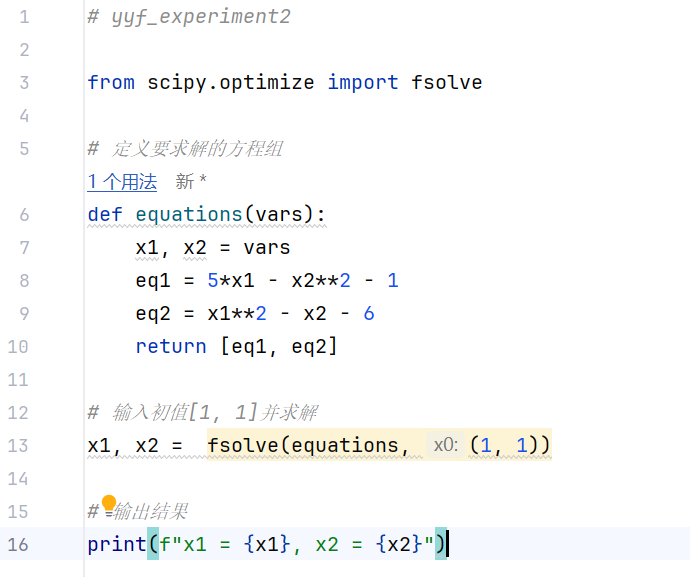 1 # yyf_experiment2
2
3 from scipy.optimize import fsolve
4
5 # 定义要求解的方程组
1 个用法 新 *
6 def equations(vars):
7     x1, x2 = vars
8     eq1 = 5*x1 - x2**2 - 1
9     eq2 = x1**2 - x2 - 6
10     return [eq1, eq2]
11
12 # 输入初值[1, 1]并求解
13 x1, x2 =  fsolve(equations, x0: (1, 1))
14
15 # 输出结果
16 print(f"x1 = {x1}, x2 = {x2}")